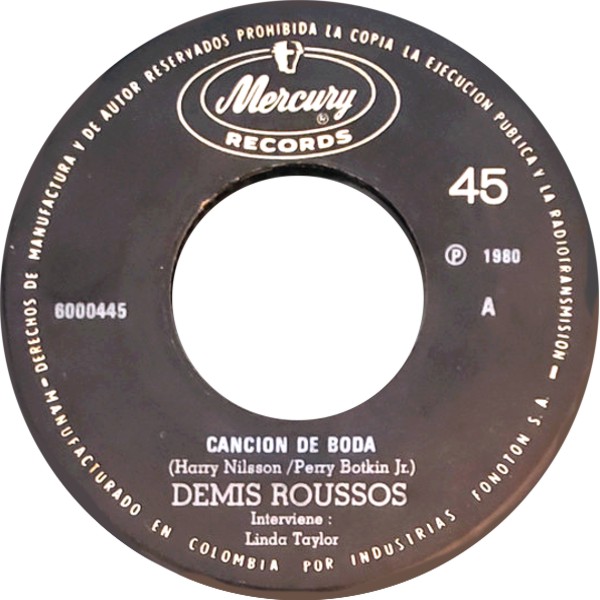 DERECHOS DE MANUFACTURA Y DE AUTOR RESERVADOS PROHIBIDA LA COPIA LA EJECUCION PUBLICA Y LA RADIOTRANSMISION
Mercury
RECORDS
45
Ⓟ 1980
6000445
A
CANCION DE BODA
(Harry Nilsson /Perry Botkin Jr.)
DEMIS ROUSSOS
Interviene :
Linda Taylor
MANUFACTURADO EN COLOMBIA POR INDUSTRIAS FONOTON S.A.